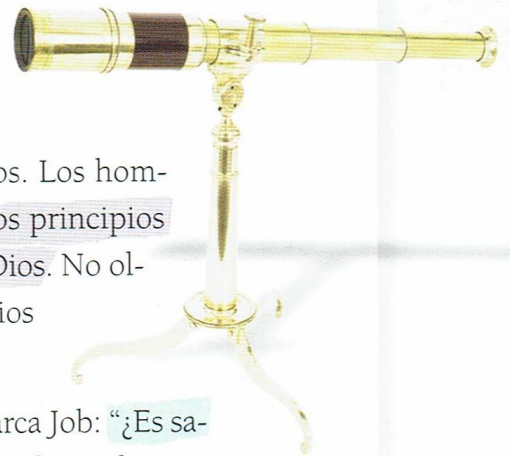 os. Los hom-
os principios
Dios. No ol-
ios
arca Job: “¿Es sa-